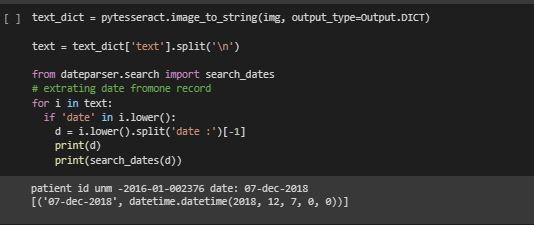 [ ] text_dict = pytesseract.image_to_string(img, output_type=Output.DICT)
text = text_dict['text'].split('\n')
from dateparser.search import search_dates
# extrating date fromone record
for i in text:
if 'date' in i.lower():
d = i.lower().split('date :')[-1]
print(d)
print(search_dates(d))
patient id unm -2016-01-002376 date: 07-dec-2018
[('07-dec-2018', datetime.datetime(2018, 12, 7, 0, 0))]